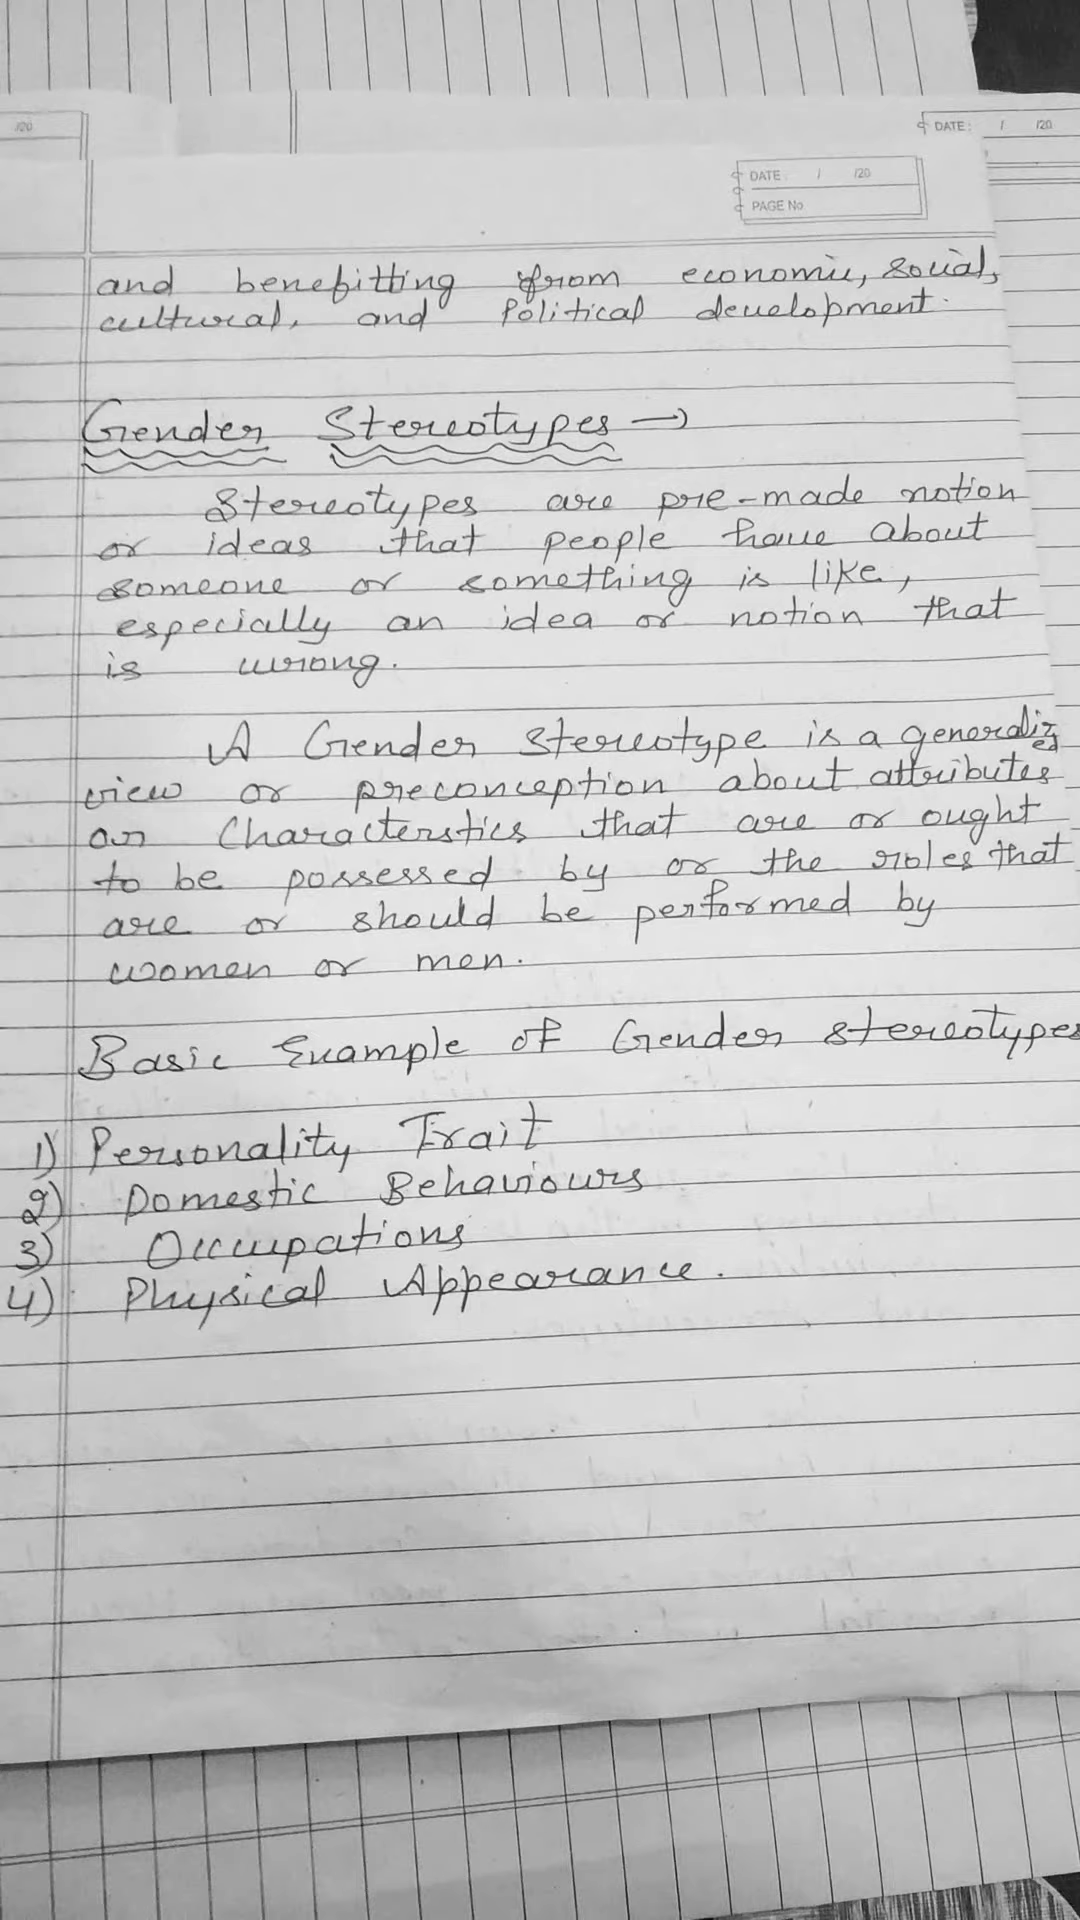 /20
DATE: / /20
DATE / /20
PAGE No
and benefitting from economic, social,
cultural, and Political development.
Gender Stereotypes →
Stereotypes are pre-made notion
or ideas that people have about
someone or something is like,
especially an idea or notion that
is wrong.
A Gender stereotype is a generalized
view or preconception about attributes
or Characterstics that are or ought
to be possessed by or the roles that
are or should be performed by
women or men.
Basic Example of Gender stereotypes
1) Personality Trait
2) Domestic Behaviours
3) Occupations
4) Physical Appearance.